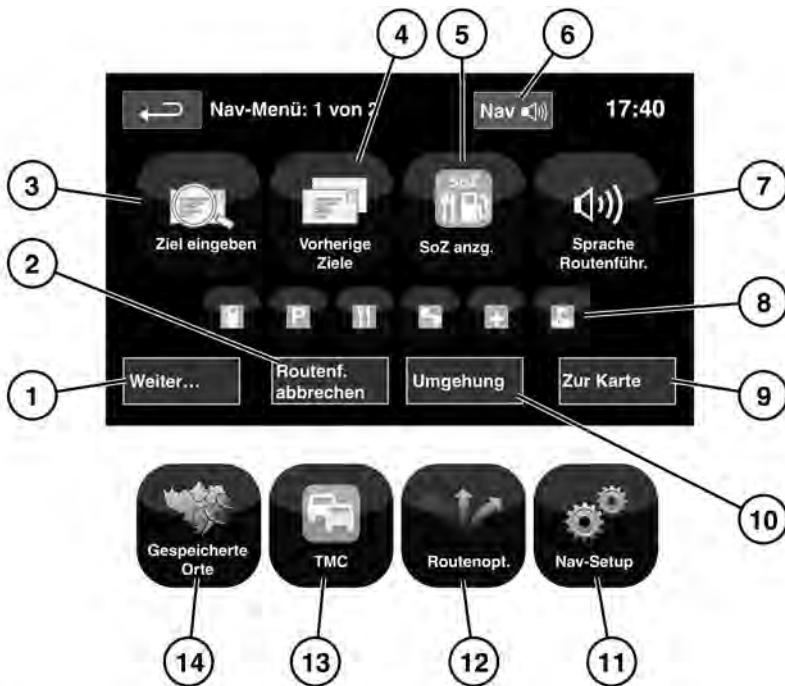 4
5
6
Nav-Menü: 1 von 2
Nav
17:40
3
7
SoZ
Ziel eingeben
Vorherige
Ziele
SoZ anzg.
Sprache
Routenführ.
2
P
8
Weiter...
Routenf.
abbrechen
Umgehung
Zur Karte
1
9
10
Gespeicherte
Orte
TMC
Routenopt.
Nav-Setup
14
13
12
11